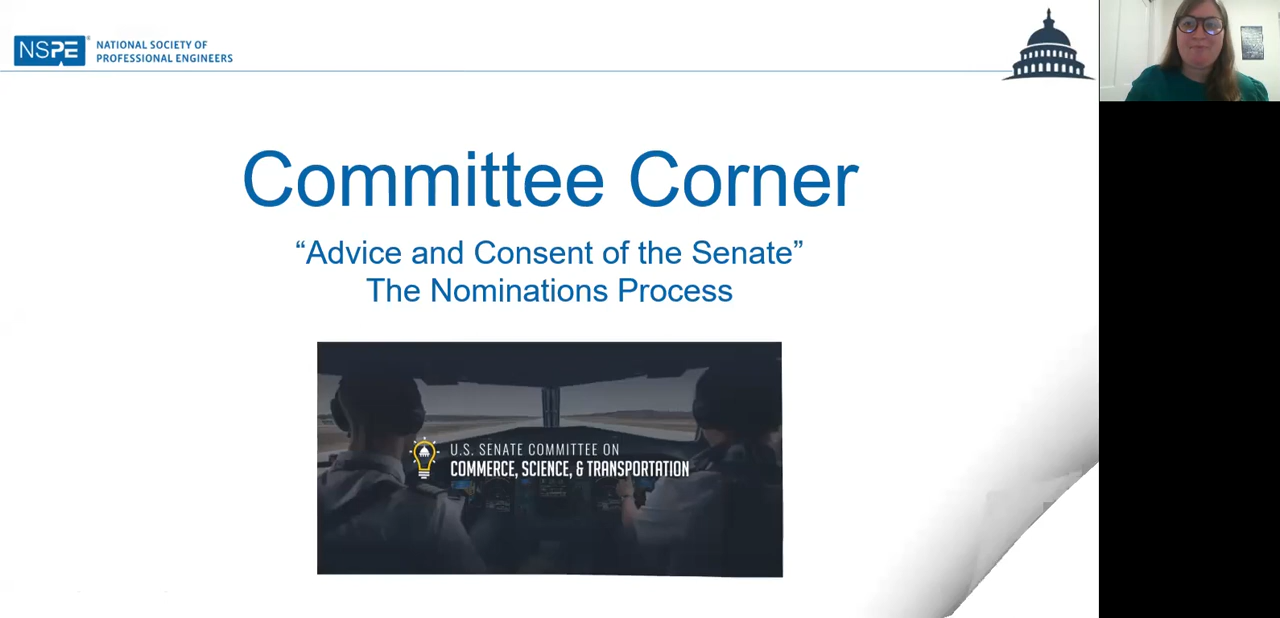 NSPE®
NATIONAL SOCIETY OF
PROFESSIONAL ENGINEERS
Committee Corner
“Advice and Consent of the Senate”
The Nominations Process
U.S. SENATE COMMITTEE ON
COMMERCE, SCIENCE, & TRANSPORTATION